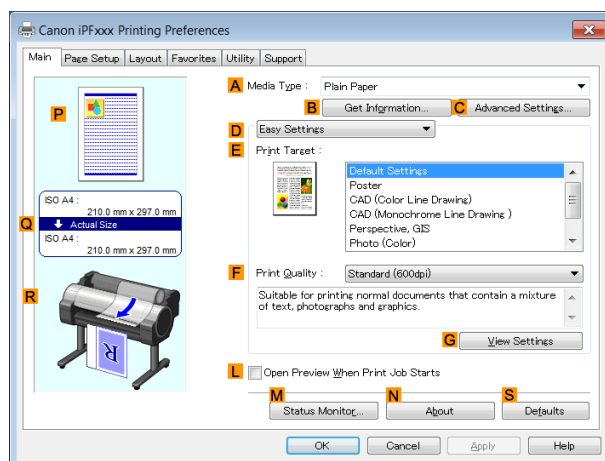 Canon iPFxxx Printing Preferences
Main Page Setup Layout Favorites Utility Support
A Media Type : Plain Paper
B Get Information... C Advanced Settings...
D Easy Settings
E Print Target :
Default Settings
Poster
CAD (Color Line Drawing)
CAD (Monochrome Line Drawing )
Perspective, GIS
Photo (Color)
F Print Quality : Standard (600dpi)
Suitable for printing normal documents that contain a mixture
of text, photographs and graphics.
G View Settings
L Open Preview When Print Job Starts
M N S
Status Monitor... About Defaults
OK Cancel Apply Help
P
ISO A4 :
210.0 mm x 297.0 mm
Q Actual Size
ISO A4 :
210.0 mm x 297.0 mm
R
R